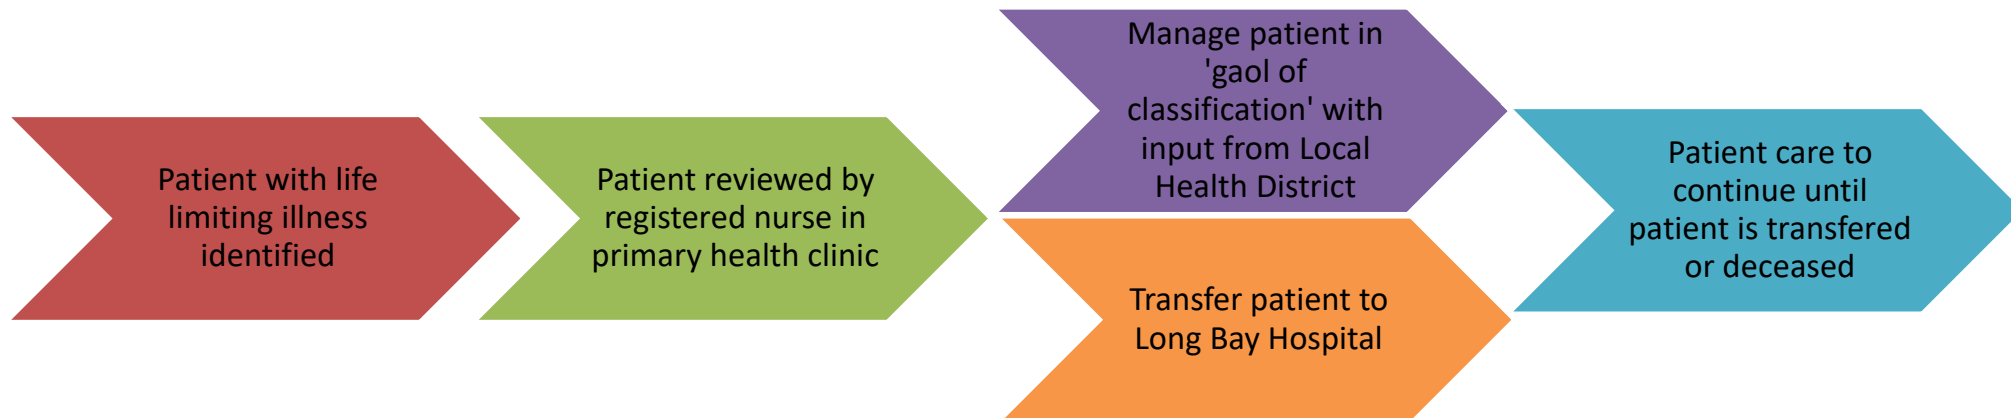 Patient with life
limiting illness
identified
Patient reviewed by
registered nurse in
primary health clinic
Manage patient in
'gaol of
classification' with
input from Local
Health District
Transfer patient to
Long Bay Hospital
Patient care to
continue until
patient is transfered
or deceased